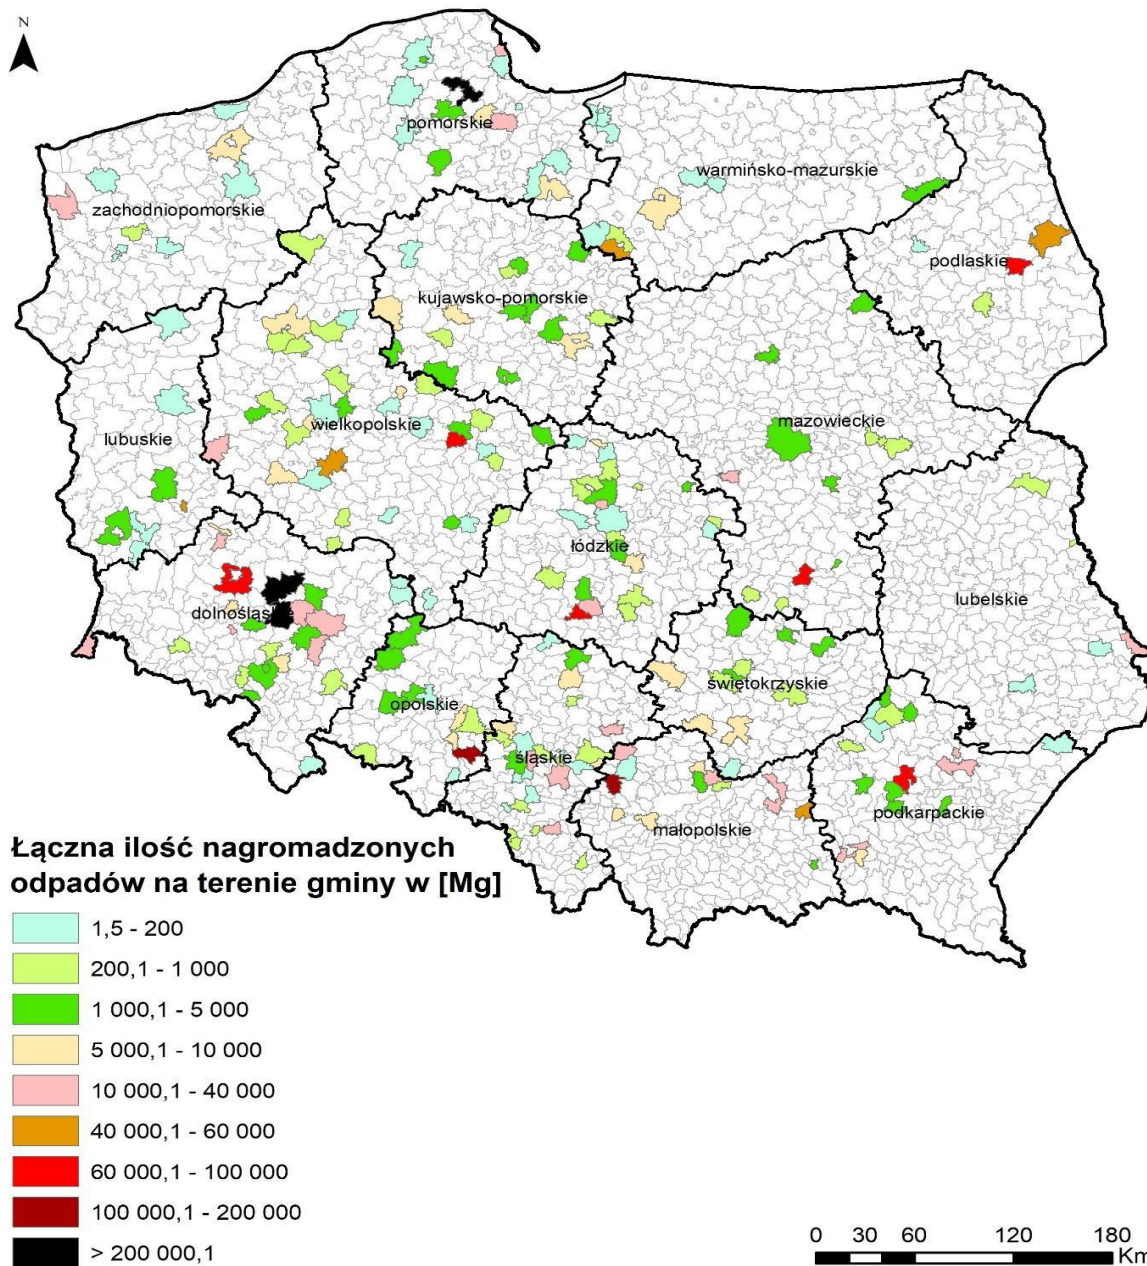 N
pomorskie
warmińsko-mazurskie
zachodniopomorskie
podlaskie
kujawsko-pomorskie
mazowieckie
wielkopolskie
lubuskie
łódzkie
lubelskie
dolnośląskie
świętokrzyskie
opolskie
śląskie
podkarpackie
małopolskie
Łączna ilość nagromadzonych
odpadów na terenie gminy w [Mg]
1,5 - 200
200,1 - 1 000
1 000,1 - 5 000
5 000,1 - 10 000
10 000,1 - 40 000
40 000,1 - 60 000
60 000,1 - 100 000
100 000,1 - 200 000
> 200 000,1
0 30 60 120 180
Km